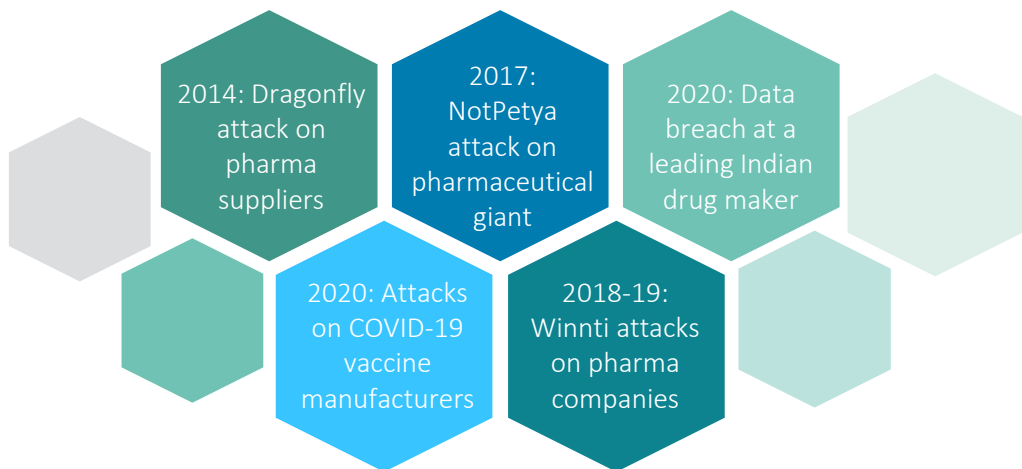 2014: Dragonfly
attack on
pharma
suppliers
2017:
NotPetya
attack on
pharmaceutical
giant
2020: Data
breach at a
leading Indian
drug maker
2020: Attacks
on COVID-19
vaccine
manufacturers
2018-19:
Winnti attacks
on pharma
companies